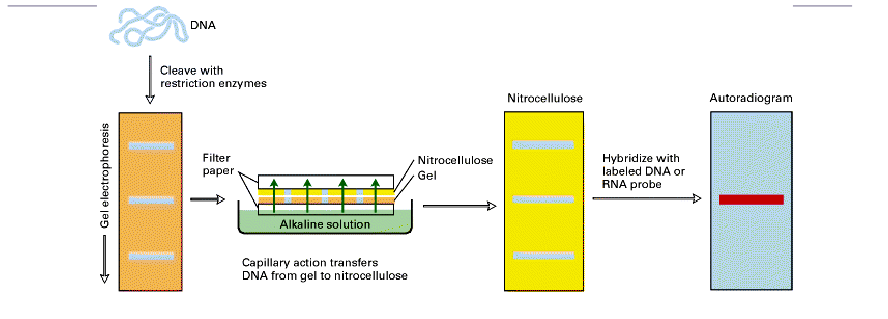 DNA
Cleave with
restriction enzymes
Gel electrophoresis
Filter
paper
Nitrocellulose
Gel
Alkaline solution
Capillary action transfers
DNA from gel to nitrocellulose
Nitrocellulose
Hybridize with
labeled DNA or
RNA probe
Autoradiogram